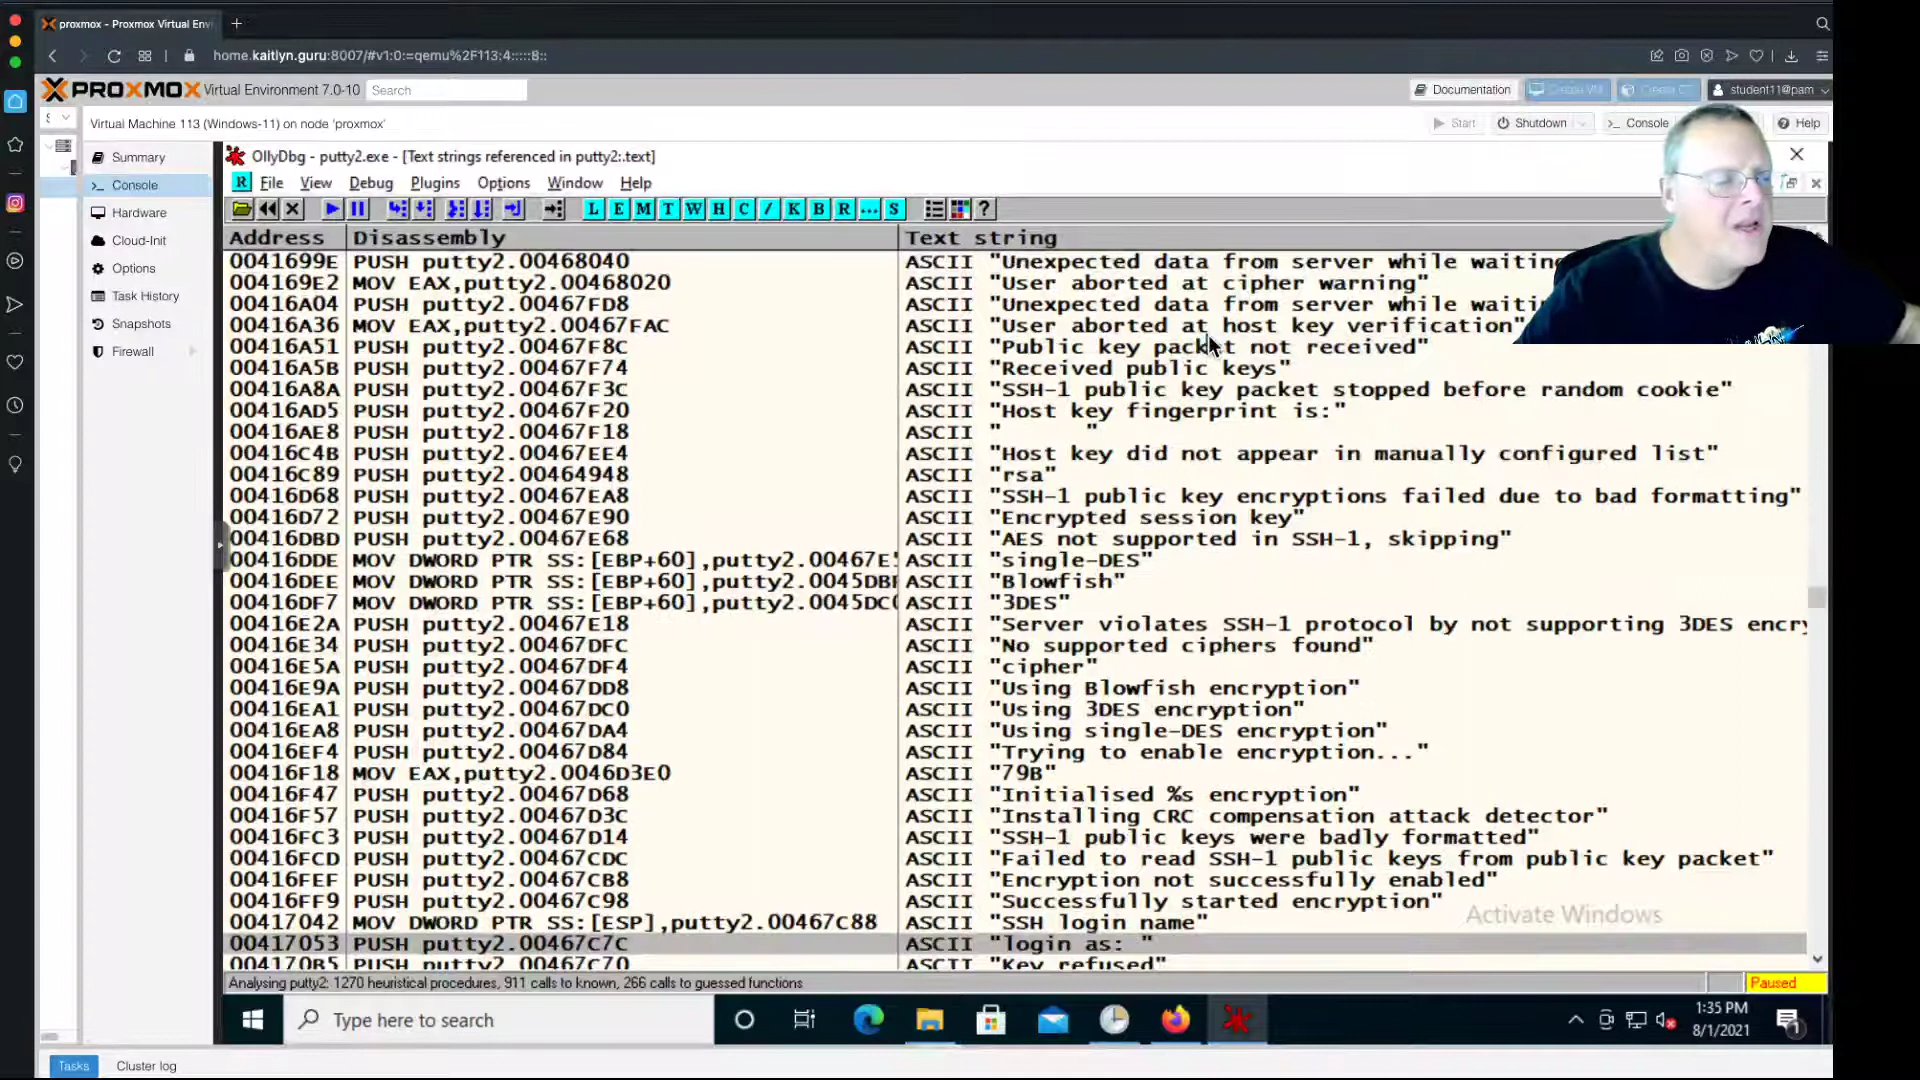 proxmox - Proxmox Virtual Env
home.kaitlyn.guru:8007/#v1:0:=qemu%2F113:4:::::8::
PROXMOX Virtual Environment 7.0-10 Search
Documentation Create VM Create CT student11@pam
Virtual Machine 113 (Windows-11) on node 'proxmox'
Start Shutdown Console Help
Summary
Console
Hardware
Cloud-Init
Options
Task History
Snapshots
Firewall
OllyDbg - putty2.exe - [Text strings referenced in putty2:.text]
R File View Debug Plugins Options Window Help
L E M T W H C / K B R ... S ?
Address Disassembly Text string
0041699E PUSH putty2.00468040 ASCII "Unexpected data from server while waitin
004169E2 MOV EAX,putty2.00468020 ASCII "User aborted at cipher warning"
00416A04 PUSH putty2.00467FD8 ASCII "Unexpected data from server while waitin
00416A36 MOV EAX,putty2.00467FAC ASCII "User aborted at host key verification"
00416A51 PUSH putty2.00467F8C ASCII "Public key packet not received"
00416A5B PUSH putty2.00467F74 ASCII "Received public keys"
00416A8A PUSH putty2.00467F3C ASCII "SSH-1 public key packet stopped before random cookie"
00416AD5 PUSH putty2.00467F20 ASCII "Host key fingerprint is:"
00416AE8 PUSH putty2.00467F18 ASCII "      "
00416C4B PUSH putty2.00467EE4 ASCII "Host key did not appear in manually configured list"
00416C89 PUSH putty2.00464948 ASCII "rsa"
00416D68 PUSH putty2.00467EA8 ASCII "SSH-1 public key encryptions failed due to bad formatting"
00416D72 PUSH putty2.00467E90 ASCII "Encrypted session key"
00416DBD PUSH putty2.00467E68 ASCII "AES not supported in SSH-1, skipping"
00416DDE MOV DWORD PTR SS:[EBP+60],putty2.00467E5 ASCII "single-DES"
00416DEE MOV DWORD PTR SS:[EBP+60],putty2.0045DBF ASCII "Blowfish"
00416DF7 MOV DWORD PTR SS:[EBP+60],putty2.0045DC0 ASCII "3DES"
00416E2A PUSH putty2.00467E18 ASCII "Server violates SSH-1 protocol by not supporting 3DES encry
00416E34 PUSH putty2.00467DFC ASCII "No supported ciphers found"
00416E5A PUSH putty2.00467DF4 ASCII "cipher"
00416E9A PUSH putty2.00467DD8 ASCII "Using Blowfish encryption"
00416EA1 PUSH putty2.00467DC0 ASCII "Using 3DES encryption"
00416EA8 PUSH putty2.00467DA4 ASCII "Using single-DES encryption"
00416EF4 PUSH putty2.00467D84 ASCII "Trying to enable encryption..."
00416F18 MOV EAX,putty2.0046D3E0 ASCII "79B"
00416F47 PUSH putty2.00467D68 ASCII "Initialised %s encryption"
00416F57 PUSH putty2.00467D3C ASCII "Installing CRC compensation attack detector"
00416FC3 PUSH putty2.00467D14 ASCII "SSH-1 public keys were badly formatted"
00416FCD PUSH putty2.00467CDC ASCII "Failed to read SSH-1 public keys from public key packet"
00416FEF PUSH putty2.00467CB8 ASCII "Encryption not successfully enabled"
00416FF9 PUSH putty2.00467C98 ASCII "Successfully started encryption"
00417042 MOV DWORD PTR SS:[ESP],putty2.00467C88 ASCII "SSH login name"
00417053 PUSH putty2.00467C7C ASCII "login as: "
004170B5 PUSH putty2.00467C70 ASCII "Key refused"
Activate Windows
Analysing putty2: 1270 heuristical procedures, 911 calls to known, 266 calls to guessed functions Paused
Type here to search
1:35 PM
8/1/2021
1
Tasks Cluster log